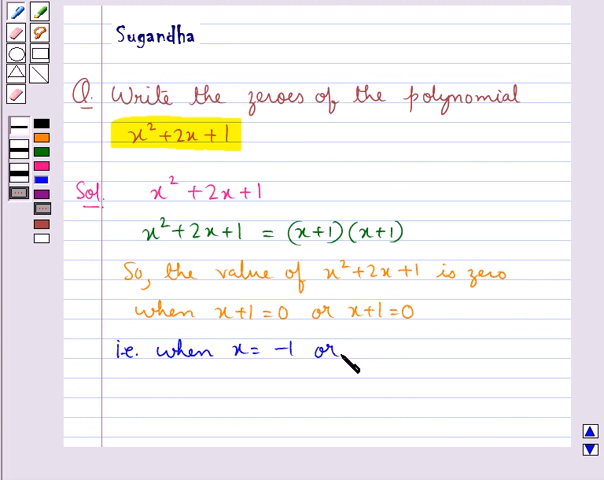 Sugandha
Q. Write the zeroes of the polynomial
x² + 2x + 1
Sol. x² + 2x + 1
x² + 2x + 1 = (x+1) (x+1)
So, the value of x² + 2x + 1 is zero
when x+1 = 0 or x+1 = 0
i.e. when x = -1 or